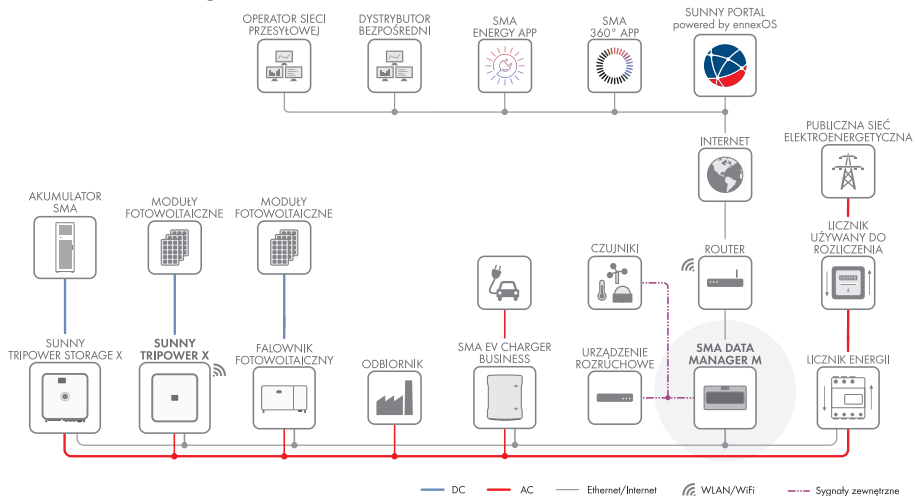 OPERATOR SIECI
PRZESYŁOWEJ
DYSTRYBUTOR
BEZPOŚREDNI
SMA
ENERGY APP
SMA
360° APP
SUNNY PORTAL
powered by ennexOS
INTERNET
PUBLICZNA SIEĆ
ELEKTROENERGETYCZNA
AKUMULATOR
SMA
MODUŁY
FOTOWOLTAICZNE
MODUŁY
FOTOWOLTAICZNE
CZUJNIKI
ROUTER
LICZNIK
UŻYWANY DO
ROZLICZENIA
SUNNY
TRIPOWER STORAGE X
SUNNY
TRIPOWER X
FALOWNIK
FOTOWOLTAICZNY
ODBIORNIK
SMA EV CHARGER
BUSINESS
URZĄDZENIE
ROZRUCHOWE
SMA DATA
MANAGER M
LICZNIK ENERGII
DC
AC
Ethernet/Internet
WLAN/WiFi
Sygnały zewnętrzne